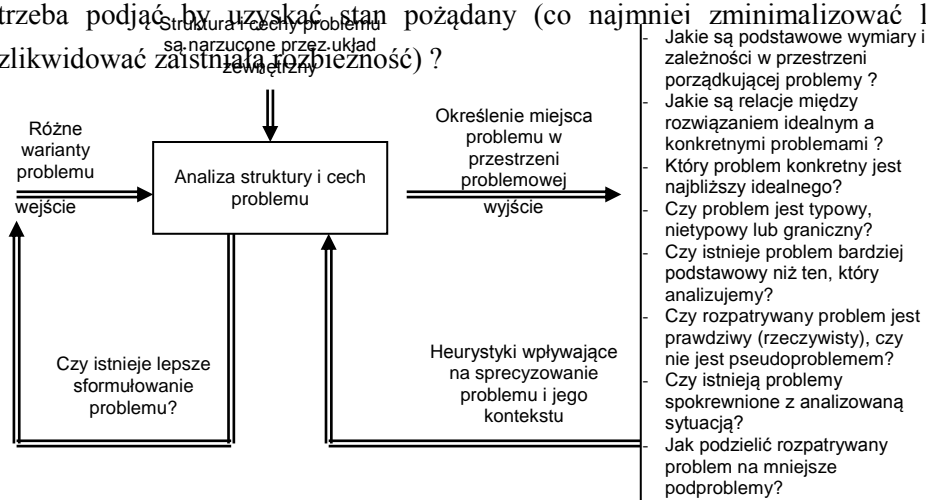 trzeba podjąć by uzyskać stan pożądany (co najmniej zminimalizować l
zlikwidować zaistniałą rozbieżność) ?
Struktura i cechy problemu
są narzucone przez układ
zewnętrzny
Różne
warianty
problemu
wejście
Analiza struktury i cech
problemu
Określenie miejsca
problemu w
przestrzeni
problemowej
wyjście
Czy istnieje lepsze
sformułowanie
problemu?
Heurystyki wpływające
na sprecyzowanie
problemu i jego
kontekstu
- Jakie są podstawowe wymiary i
zależności w przestrzeni
porządkującej problemy ?
- Jakie są relacje między
rozwiązaniem idealnym a
konkretnymi problemami ?
- Który problem konkretny jest
najbliższy idealnego?
- Czy problem jest typowy,
nietypowy lub graniczny?
- Czy istnieje problem bardziej
podstawowy niż ten, który
analizujemy?
- Czy rozpatrywany problem jest
prawdziwy (rzeczywisty), czy
nie jest pseudoproblemem?
- Czy istnieją problemy
spokrewnione z analizowaną
sytuacją?
- Jak podzielić rozpatrywany
problem na mniejsze
podproblemy?